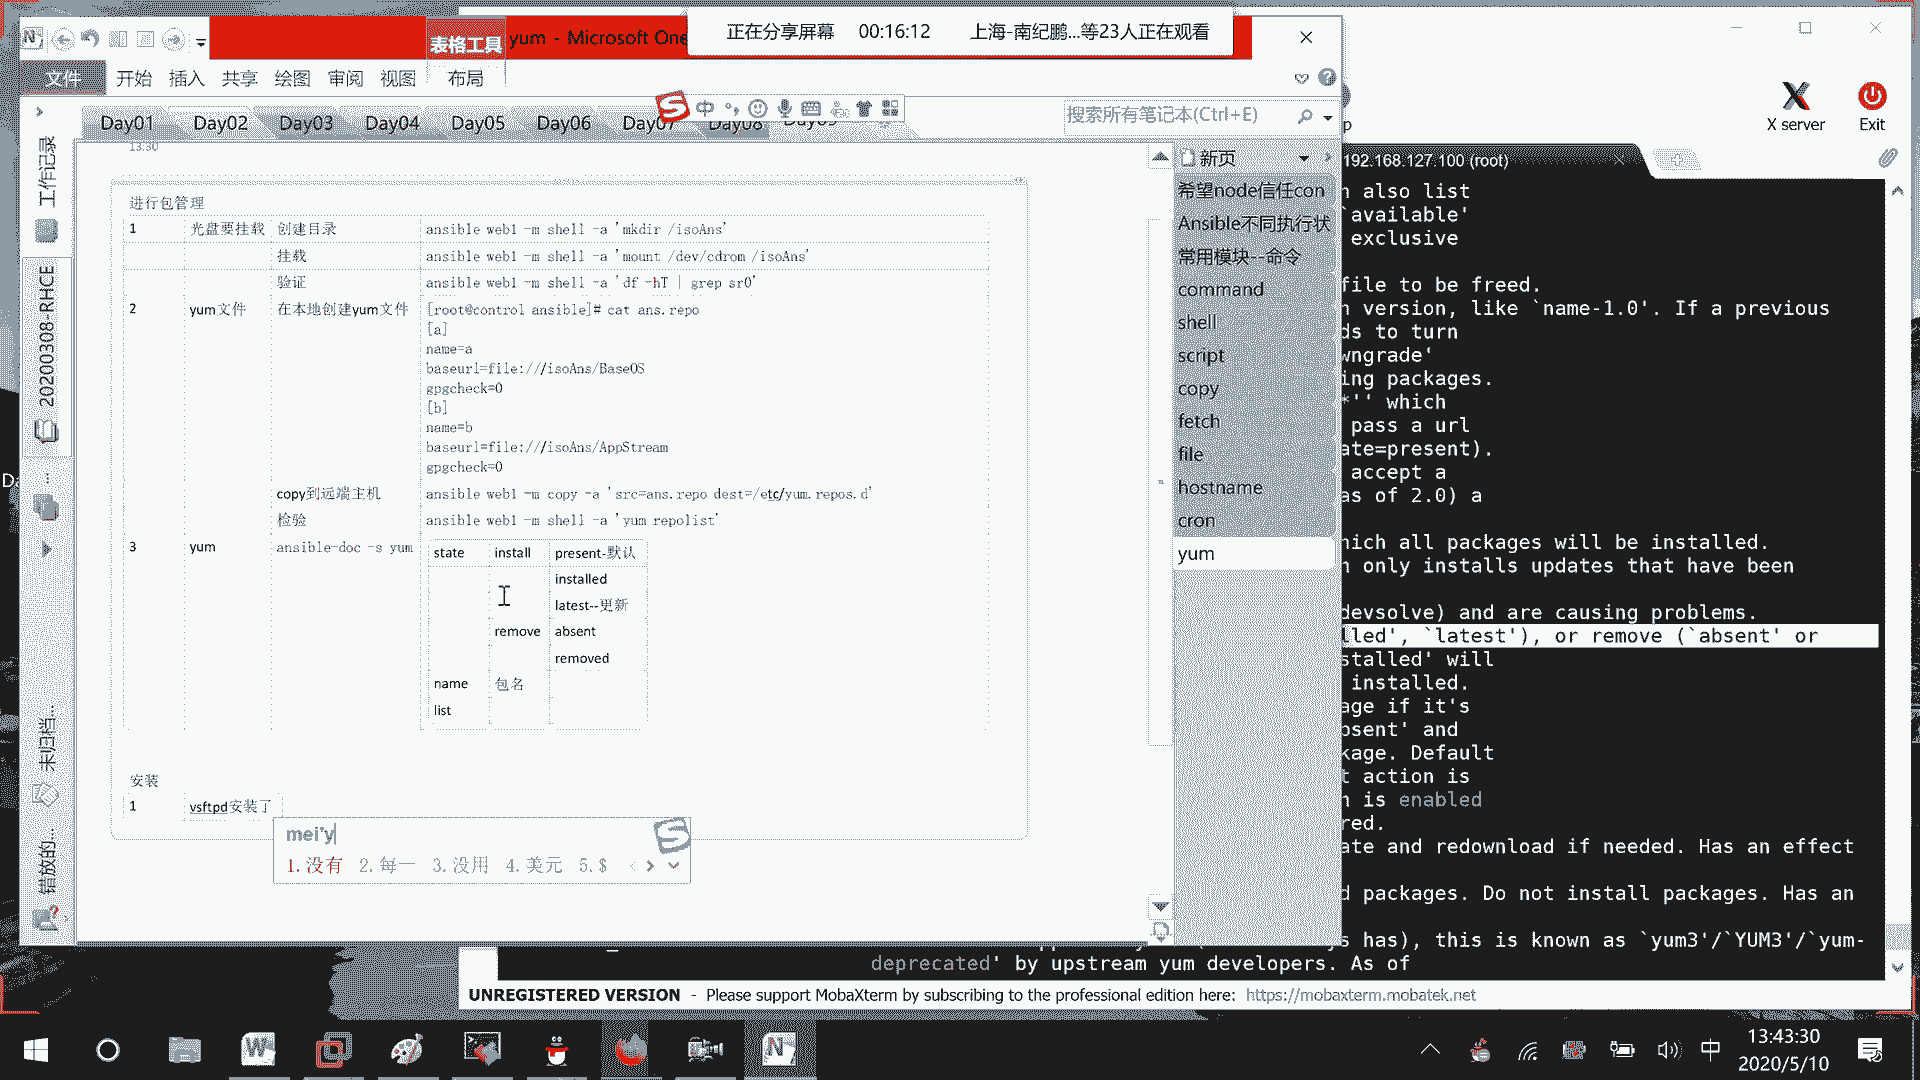 表格工具
yum - Microsoft One
正在分享屏幕 00:16:12 上海-南纪鹏...等23人正在观看
文件 开始 插入 共享 绘图 审阅 视图 布局
X server Exit
中
Day01 Day02 Day03 Day04 Day05 Day06 Day07 Day08
搜索所有笔记本(Ctrl+E)
工作记录
20200308-RHCE
未归档...
错放的...
13:30
进行包管理
1 光盘要挂载 创建目录 ansible web1 -m shell -a 'mkdir /isoAns'
挂载 ansible web1 -m shell -a 'mount /dev/cdrom /isoAns'
验证 ansible web1 -m shell -a 'df -hT | grep sr0'
2 yum文件 在本地创建yum文件 [root@control ansible]# cat ans.repo
[a]
name=a
baseurl=file:///isoAns/BaseOS
gpgcheck=0
[b]
name=b
baseurl=file:///isoAns/AppStream
gpgcheck=0
copy到远端主机 ansible web1 -m copy -a 'src=ans.repo dest=/etc/yum.repos.d'
检验 ansible web1 -m shell -a 'yum repolist'
3 yum ansible-doc -s yum state install present-默认
installed
latest--更新
remove absent
removed
name 包名
list
安装
1 vsftpd安装了
mei'y
1.没有 2.每一 3.没用 4.美元 5.$
新页
希望node信任con
Ansible不同执行状
常用模块--命令
command
shell
script
copy
fetch
file
hostname
cron
yum
192.168.127.100 (root)
also list
`available'
exclusive
file to be freed.
version, like `name-1.0'. If a previous
ds to turn
wngrade'
ing packages.
*'' which
pass a url
ate=present).
accept a
as of 2.0) a
hich all packages will be installed.
only installs updates that have been
devsolve) and are causing problems.
lled', `latest'), or remove (`absent' or
stalled' will
installed.
age if it's
bsent' and
kage. Default
t action is
is enabled
red.
ate and redownload if needed. Has an effect
d packages. Do not install packages. Has an
s has), this is known as `yum3'/`YUM3'/`yum-
deprecated' by upstream yum developers. As of
UNREGISTERED VERSION - Please support MobaXterm by subscribing to the professional edition here: https://mobaxterm.mobatek.net
中
13:43:30
2020/5/10